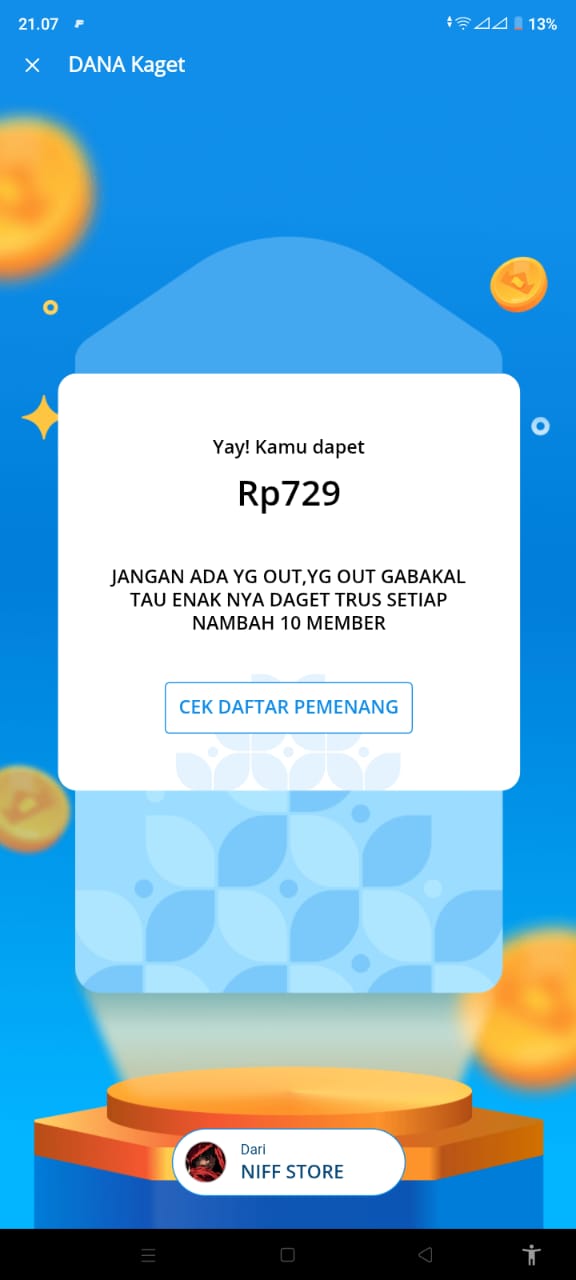 21.07
13%
DANA Kaget
Yay! Kamu dapet
Rp729
JANGAN ADA YG OUT,YG OUT GABAKAL
TAU ENAK NYA DAGET TRUS SETIAP
NAMBAH 10 MEMBER
CEK DAFTAR PEMENANG
Dari
NIFF STORE